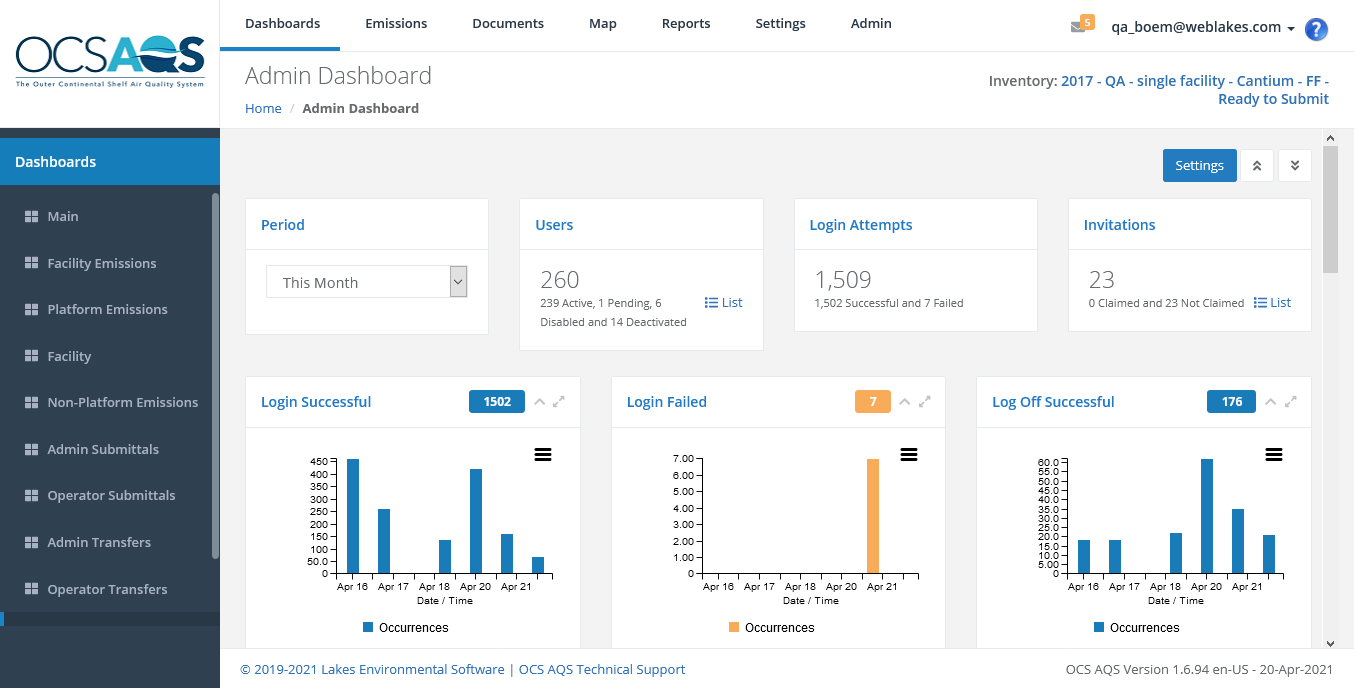 OCSAQS
The Outer Continental Shelf Air Quality System
Dashboards
Emissions
Documents
Map
Reports
Settings
Admin
5
qa_boem@weblakes.com
?
Admin Dashboard
Home / Admin Dashboard
Inventory: 2017 - QA - single facility - Cantium - FF -
Ready to Submit
Dashboards
Main
Facility Emissions
Platform Emissions
Facility
Non-Platform Emissions
Admin Submittals
Operator Submittals
Admin Transfers
Operator Transfers
Settings
Period
This Month
Users
260
239 Active, 1 Pending, 6
Disabled and 14 Deactivated
List
Login Attempts
1,509
1,502 Successful and 7 Failed
Invitations
23
0 Claimed and 23 Not Claimed
List
Login Successful
1502
450
400
350
300
250
200
150
100
50.0
0
Apr 16 Apr 17 Apr 18 Apr 20 Apr 21
Date / Time
Occurrences
Login Failed
7
7.00
6.00
5.00
4.00
3.00
2.00
1.00
0
Apr 16 Apr 17 Apr 18 Apr 20 Apr 21
Date / Time
Occurrences
Log Off Successful
176
60.0
55.0
50.0
45.0
40.0
35.0
30.0
25.0
20.0
15.0
10.0
5.00
0
Apr 16 Apr 17 Apr 18 Apr 20 Apr 21
Date / Time
Occurrences
© 2019-2021 Lakes Environmental Software | OCS AQS Technical Support
OCS AQS Version 1.6.94 en-US - 20-Apr-2021